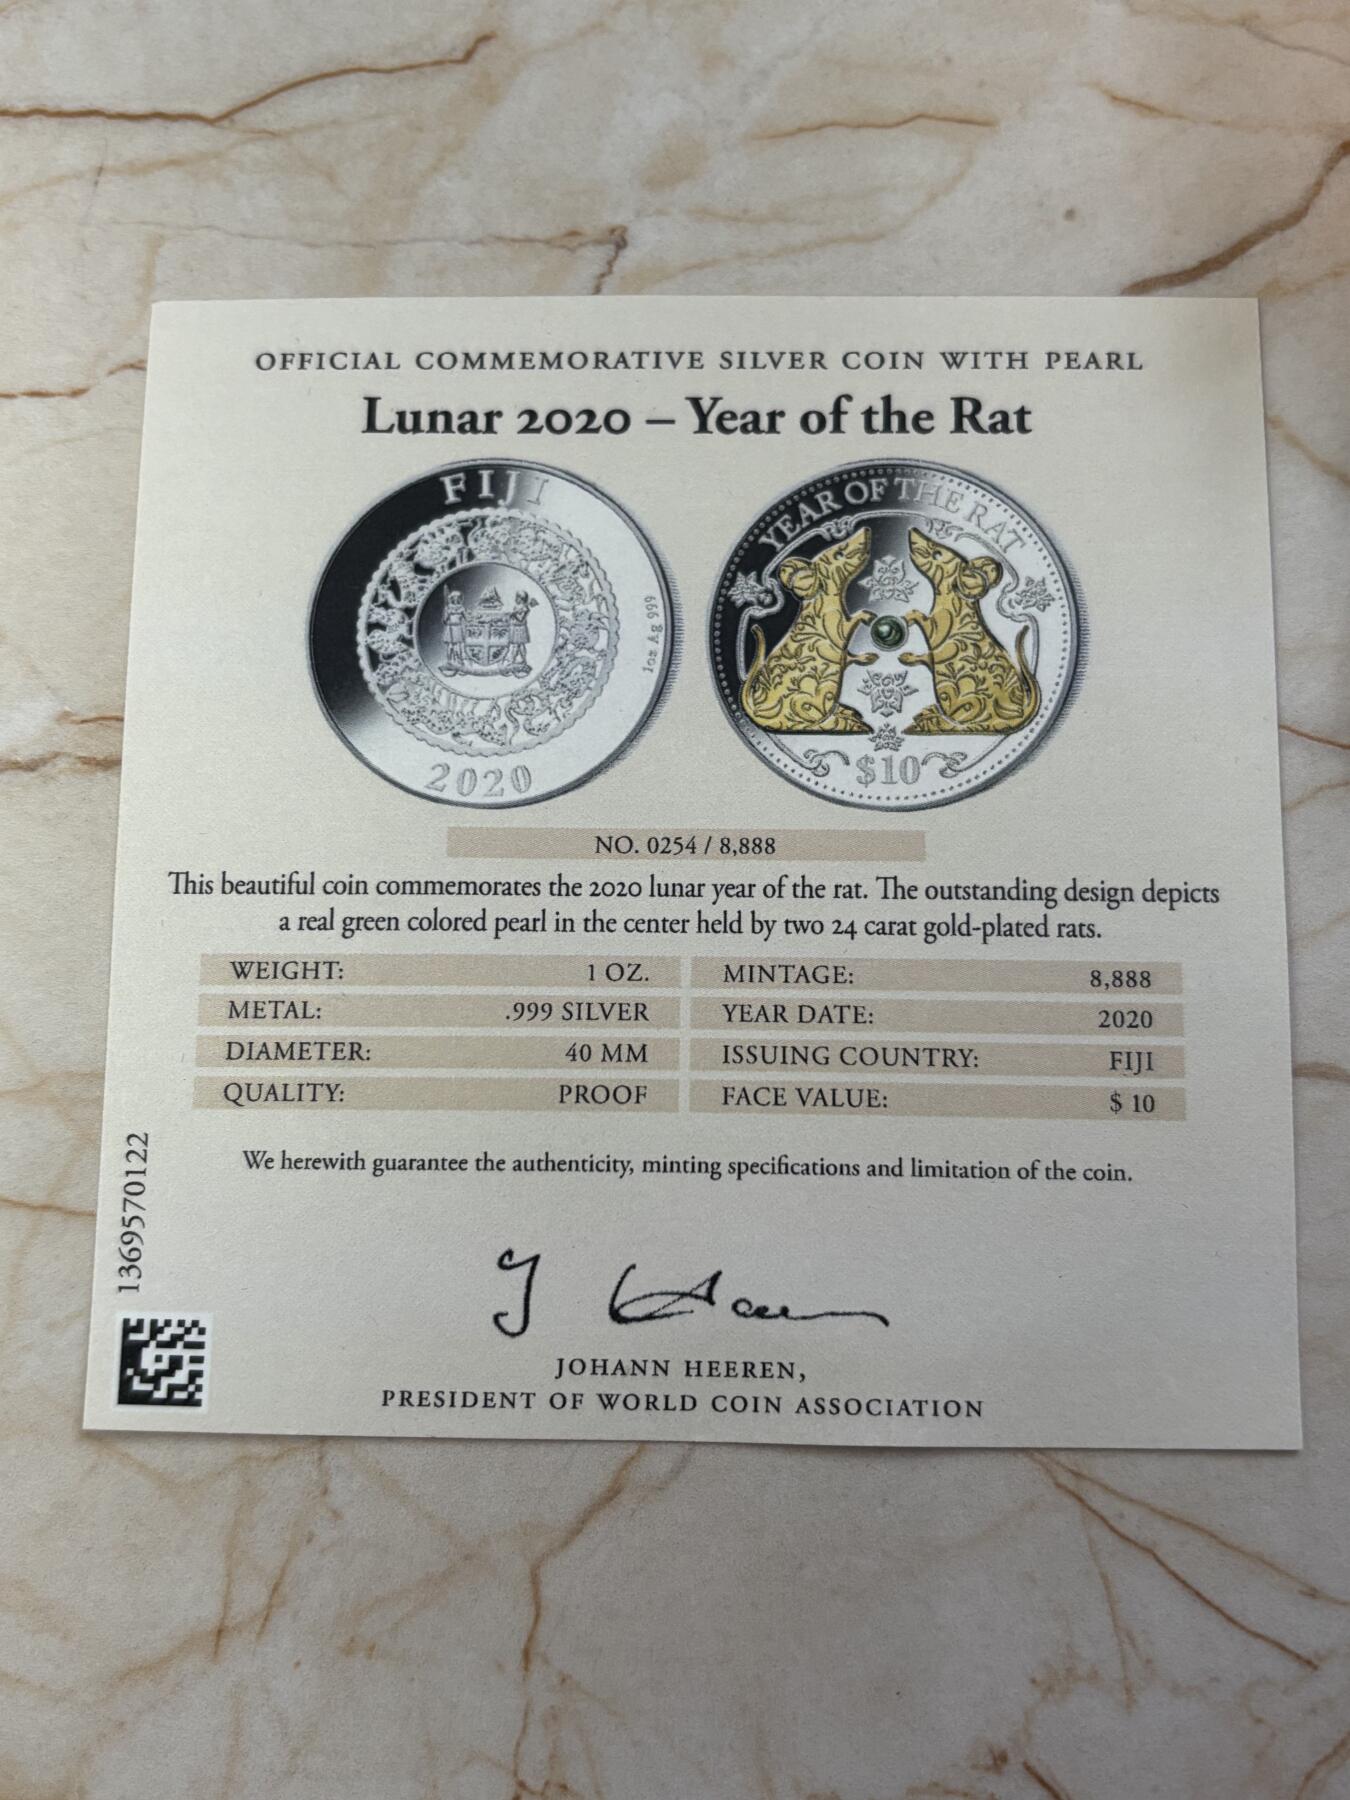 OFFICIAL COMMEMORATIVE SILVER COIN WITH PEARL
Lunar 2020 – Year of the Rat
FIJI
1oz Ag 999
2020
YEAR OF THE RAT
$10
NO. 0254 / 8,888
This beautiful coin commemorates the 2020 lunar year of the rat. The outstanding design depicts
a real green colored pearl in the center held by two 24 carat gold-plated rats.
WEIGHT: 1 OZ. MINTAGE: 8,888
METAL: .999 SILVER YEAR DATE: 2020
DIAMETER: 40 MM ISSUING COUNTRY: FIJI
QUALITY: PROOF FACE VALUE: $ 10
We herewith guarantee the authenticity, minting specifications and limitation of the coin.
JOHANN HEEREN,
PRESIDENT OF WORLD COIN ASSOCIATION
1369570122